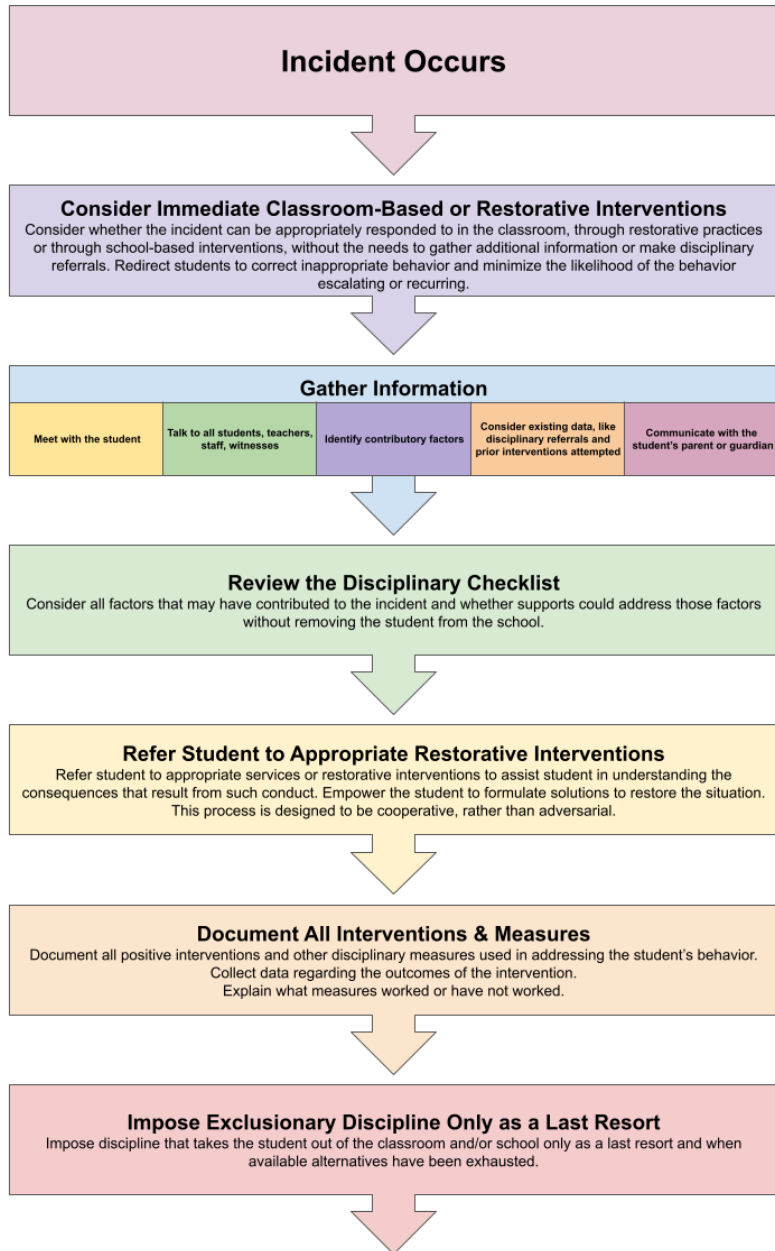 Incident Occurs
Consider Immediate Classroom-Based or Restorative Interventions
Consider whether the incident can be appropriately responded to in the classroom, through restorative practices
or through school-based interventions, without the needs to gather additional information or make disciplinary
referrals. Redirect students to correct inappropriate behavior and minimize the likelihood of the behavior
escalating or recurring.
Gather Information
Meet with the student
Talk to all students, teachers,
staff, witnesses
Identify contributory factors
Consider existing data, like
disciplinary referrals and
prior interventions attempted
Communicate with the
student's parent or guardian
Review the Disciplinary Checklist
Consider all factors that may have contributed to the incident and whether supports could address those factors
without removing the student from the school.
Refer Student to Appropriate Restorative Interventions
Refer student to appropriate services or restorative interventions to assist student in understanding the
consequences that result from such conduct. Empower the student to formulate solutions to restore the situation.
This process is designed to be cooperative, rather than adversarial.
Document All Interventions & Measures
Document all positive interventions and other disciplinary measures used in addressing the student's behavior.
Collect data regarding the outcomes of the intervention.
Explain what measures worked or have not worked.
Impose Exclusionary Discipline Only as a Last Resort
Impose discipline that takes the student out of the classroom and/or school only as a last resort and when
available alternatives have been exhausted.